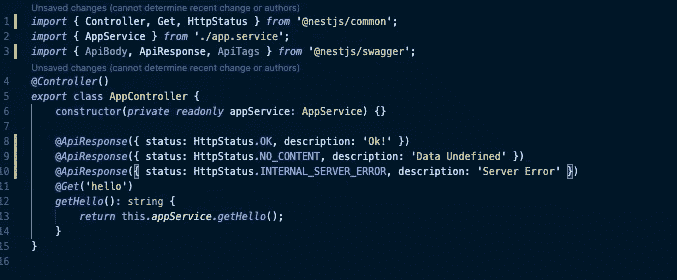 Unsaved changes (cannot determine recent change or authors)
1 import { Controller, Get, HttpStatus } from '@nestjs/common';
2 import { AppService } from './app.service';
3 import { ApiBody, ApiResponse, ApiTags } from '@nestjs/swagger';
Unsaved changes (cannot determine recent change or authors)
4 @Controller()
5 export class AppController {
6 constructor(private readonly appService: AppService) {}
7
8 @ApiResponse({ status: HttpStatus.OK, description: 'Ok!' })
9 @ApiResponse({ status: HttpStatus.NO_CONTENT, description: 'Data Undefined' })
10 @ApiResponse({ status: HttpStatus.INTERNAL_SERVER_ERROR, description: 'Server Error' })
11 @Get('hello')
12 getHello(): string {
13 return this.appService.getHello();
14 }
15 }
16